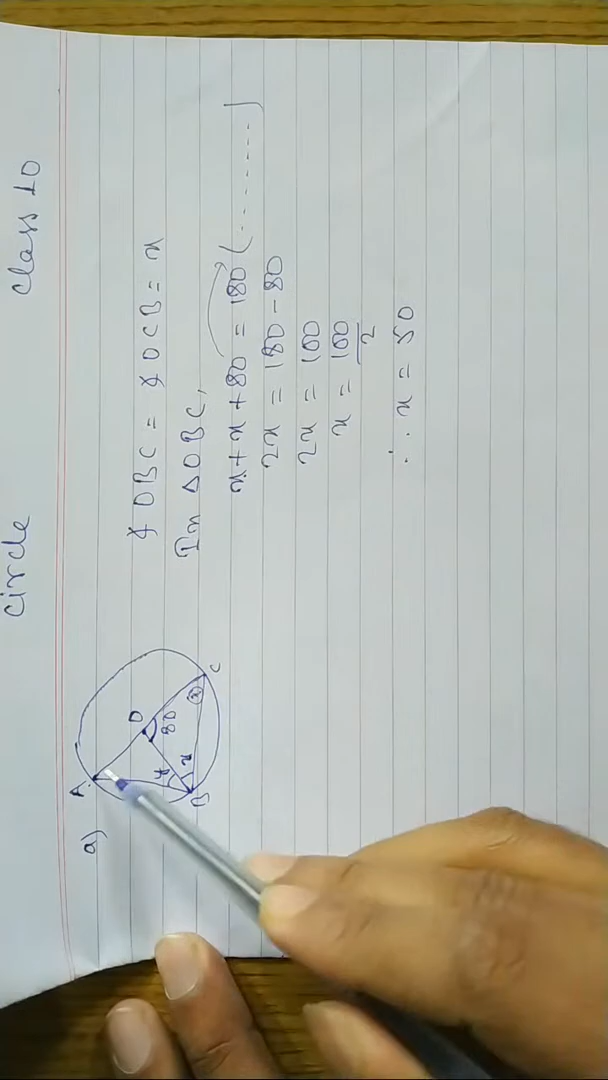 Circle Class 10
a)
A
O
80
x
y
x
B
C
∡OBC = ∡OCB = x
In △OBC,
x + x + 80 = 180 ( ......... )
2x = 180 - 80
2x = 100
x = 100/2
∴ x = 50